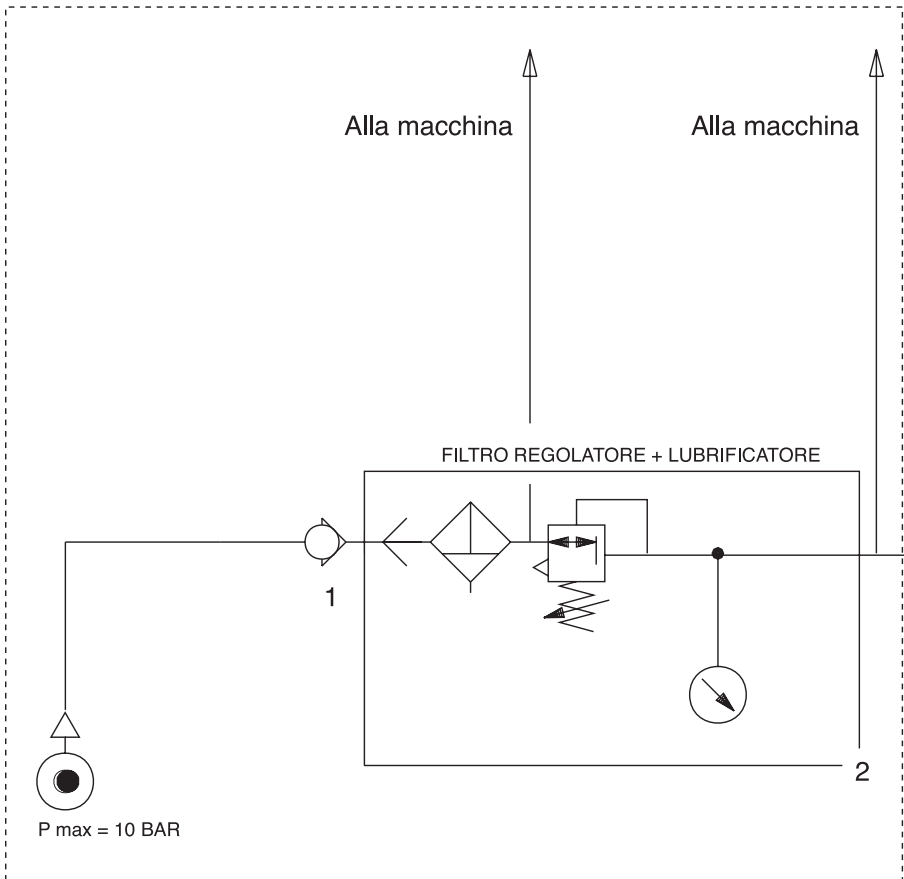 Alla macchina
Alla macchina
FILTRO REGOLATORE + LUBRIFICATORE
1
2
P max = 10 BAR